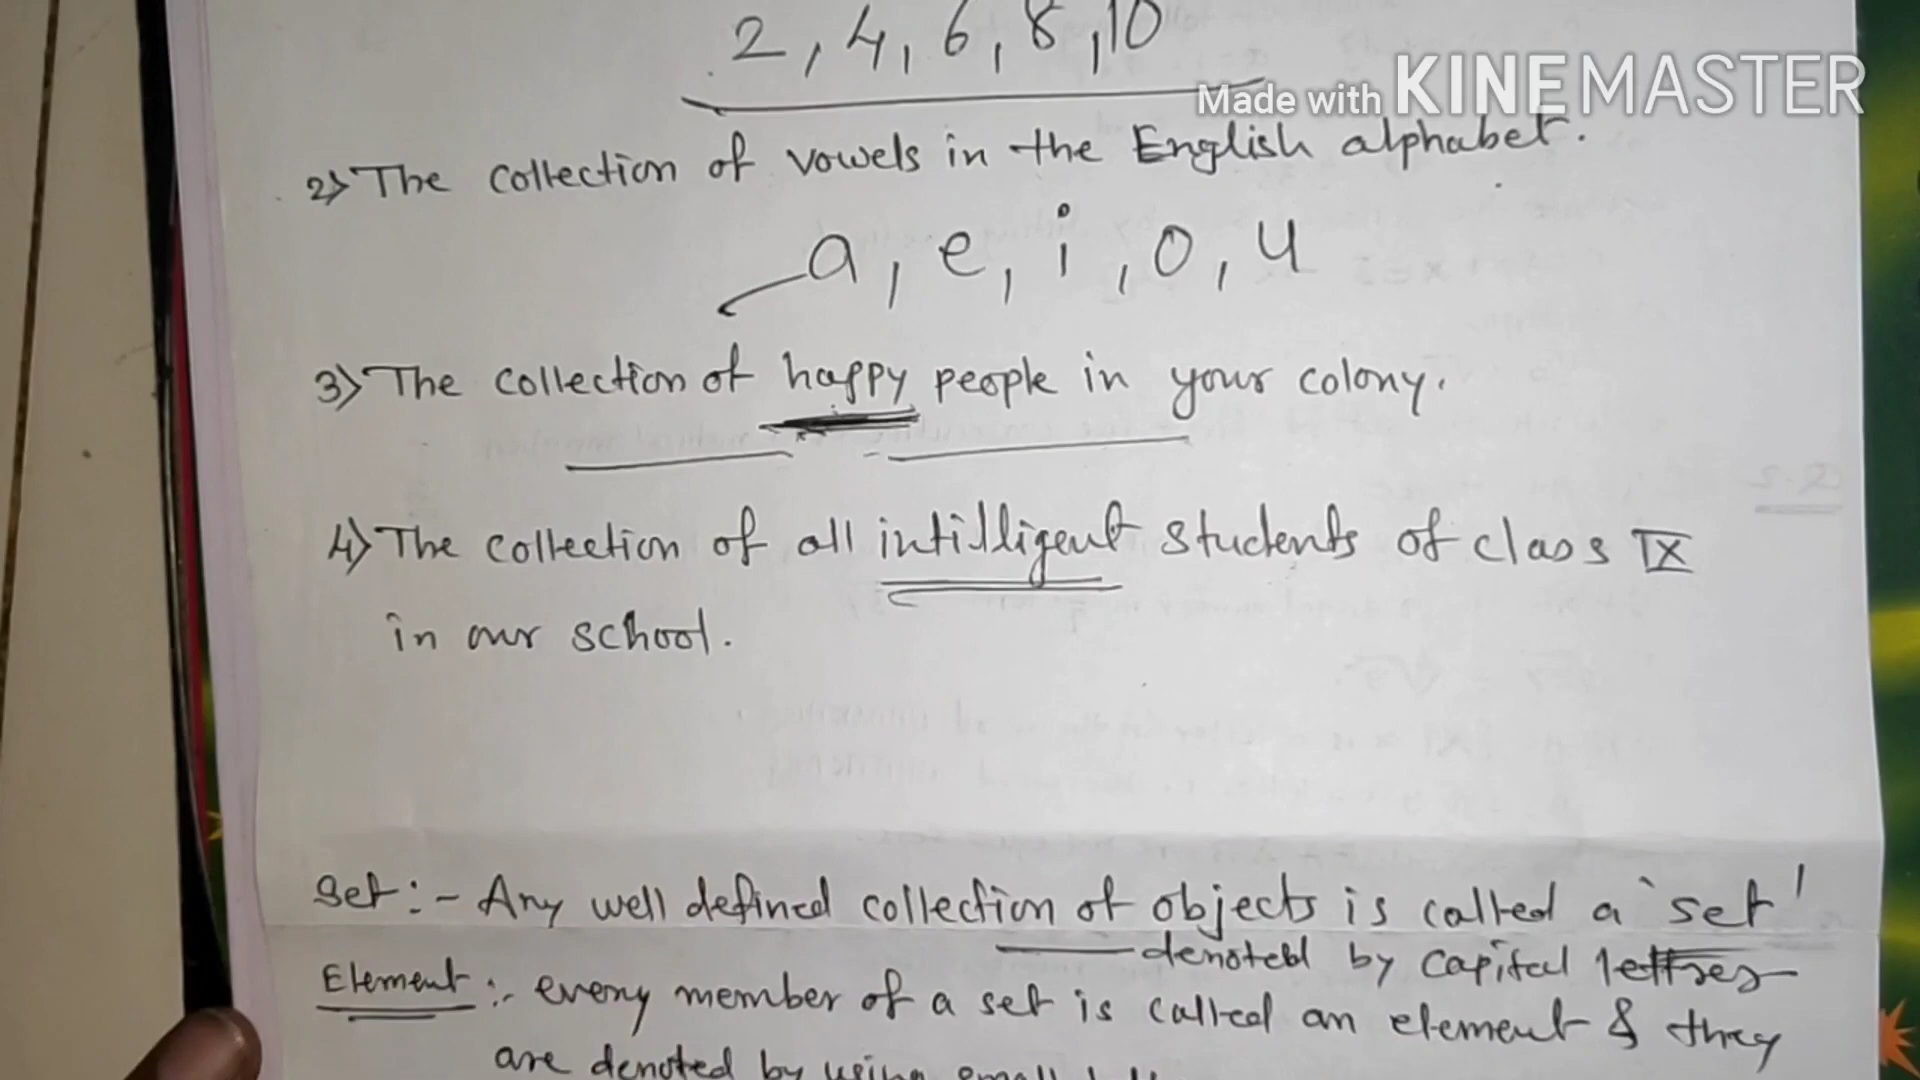 2, 4, 6, 8, 10
Made with KINEMASTER
2) The collection of vowels in the English alphabet.
a, e, i, o, u
3) The collection of happy people in your colony.
4) The collection of all intilligent students of class IX
in our school.
Set :- Any well defined collection of objects is called a 'set'
denoted by capital lettres
Element :- every member of a set is called an element & they
are denoted by using small